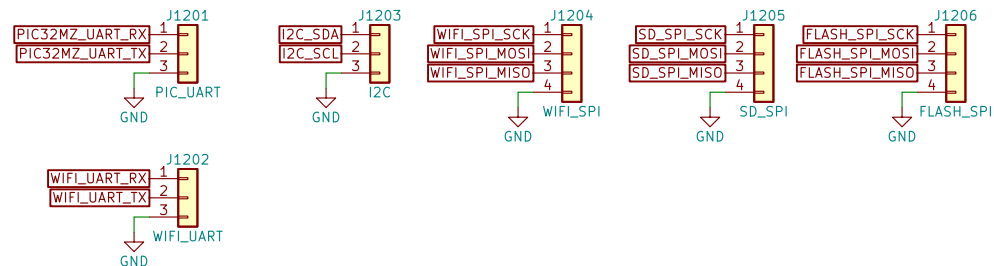 J1201
PIC32MZ_UART_RX 1
PIC32MZ_UART_TX 2
3
PIC_UART
GND
J1203
I2C_SDA 1
I2C_SCL 2
3
I2C
GND
J1204
WIFI_SPI_SCK 1
WIFI_SPI_MOSI 2
WIFI_SPI_MISO 3
4
WIFI_SPI
GND
J1205
SD_SPI_SCK 1
SD_SPI_MOSI 2
SD_SPI_MISO 3
4
SD_SPI
GND
J1206
FLASH_SPI_SCK 1
FLASH_SPI_MOSI 2
FLASH_SPI_MISO 3
4
FLASH_SPI
GND
J1202
WIFI_UART_RX 1
WIFI_UART_TX 2
3
WIFI_UART
GND